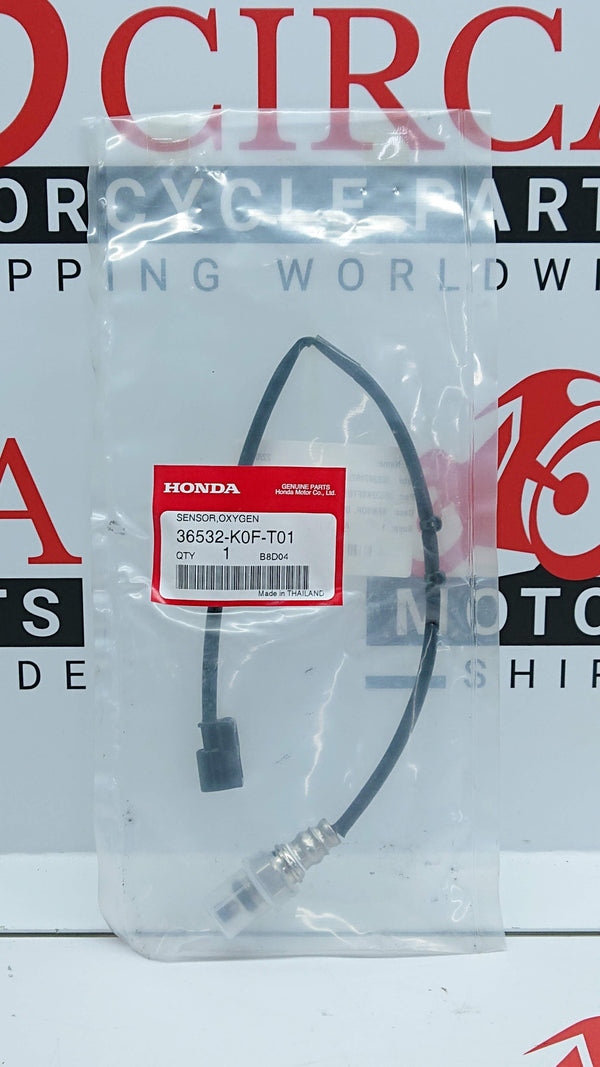 CIRCA
ORCYCLE PART
PPING WORLDWI
A
HONDA
GENUINE PARTS
Honda Motor Co., Ltd.
SENSOR,OXYGEN
36532-K0F-T01
QTY 1 B8D04
Made in THAILAND
TS
MOTO
DE
SHIP